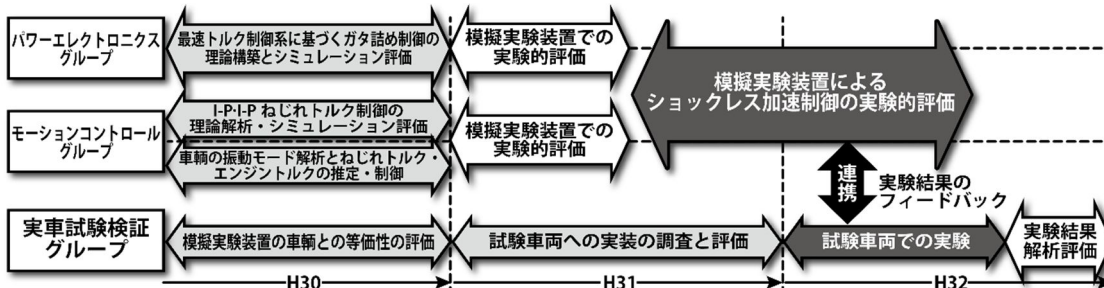 パワーエレクトロニクス
グループ
最速トルク制御系に基づくガタ詰め制御の
理論構築とシミュレーション評価
模擬実験装置での
実験的評価
模擬実験装置による
ショックレス加速制御の実験的評価
モーションコントロール
グループ
I-P・I-P ねじれトルク制御の
理論解析・シミュレーション評価
車輌の振動モード解析とねじれトルク・
エンジントルクの推定・制御
模擬実験装置での
実験的評価
連携
実験結果の
フィードバック
実車試験検証
グループ
模擬実験装置の車輌との等価性の評価
試験車両への実装の調査と評価
試験車両での実験
実験結果
解析評価
H30
H31
H32